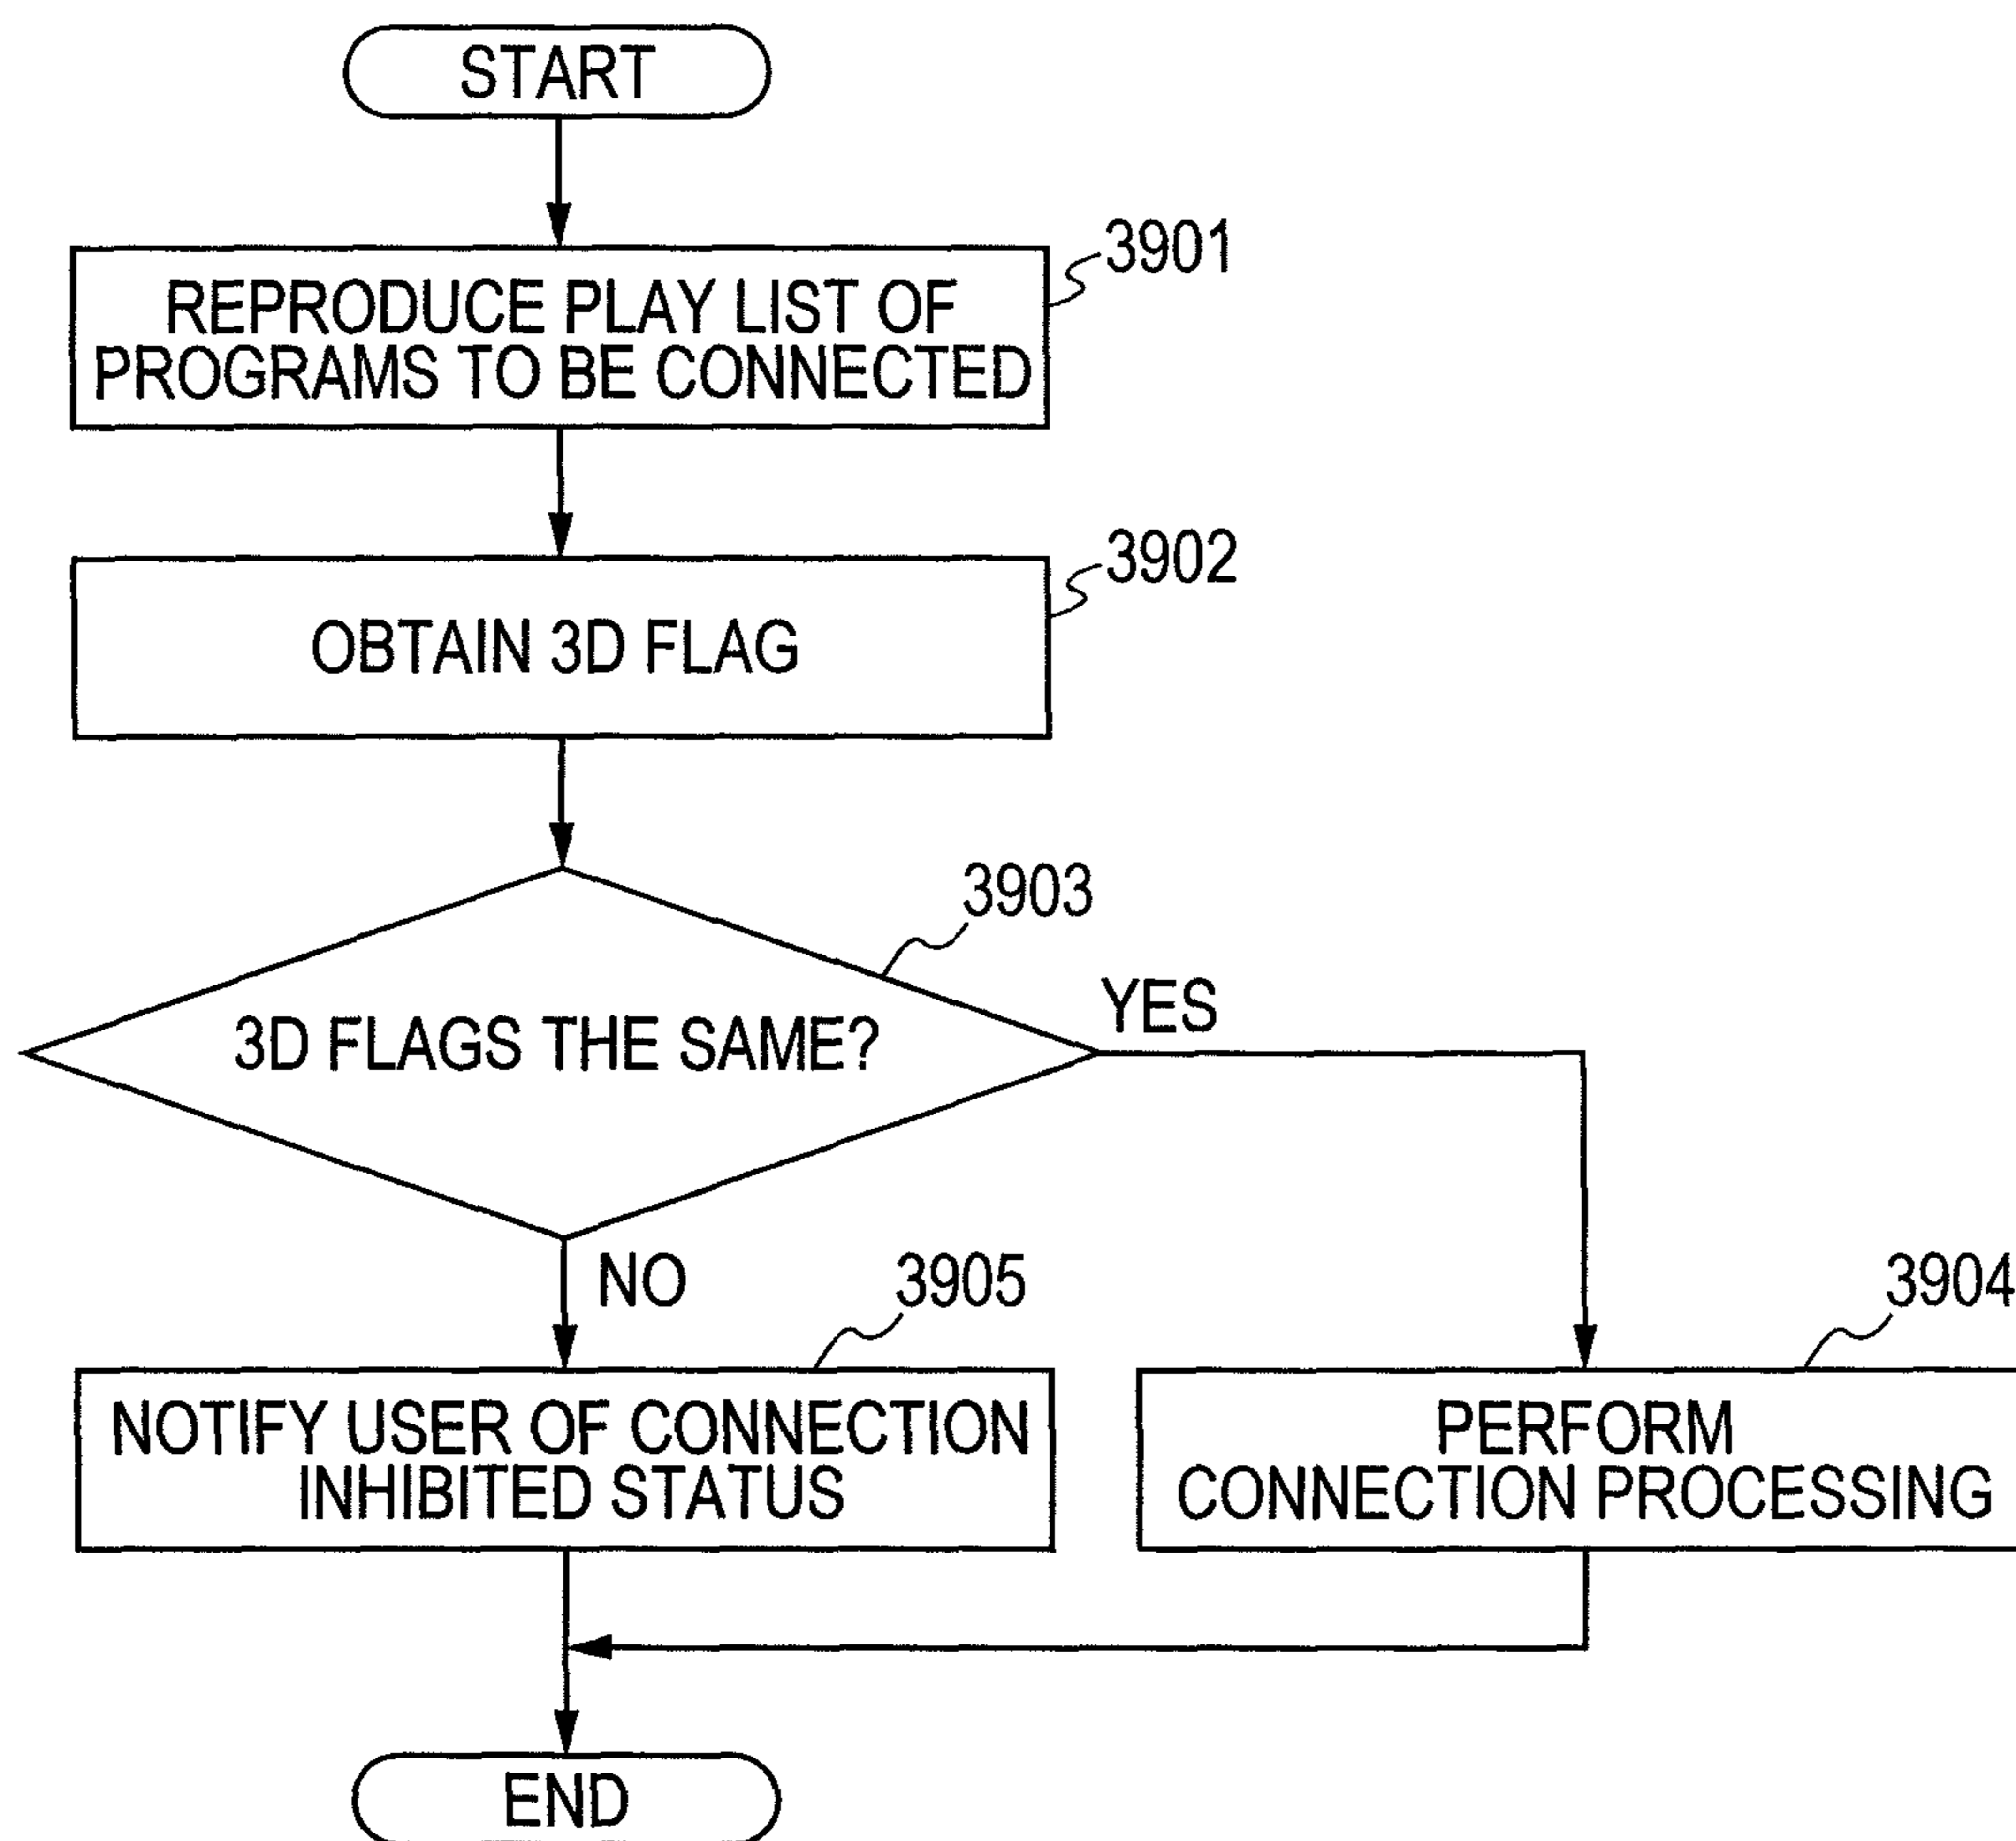 START
3901
REPRODUCE PLAY LIST OF
PROGRAMS TO BE CONNECTED
3902
OBTAIN 3D FLAG
3903
3D FLAGS THE SAME?
YES
NO
3905
3904
NOTIFY USER OF CONNECTION
INHIBITED STATUS
PERFORM
CONNECTION PROCESSING
END